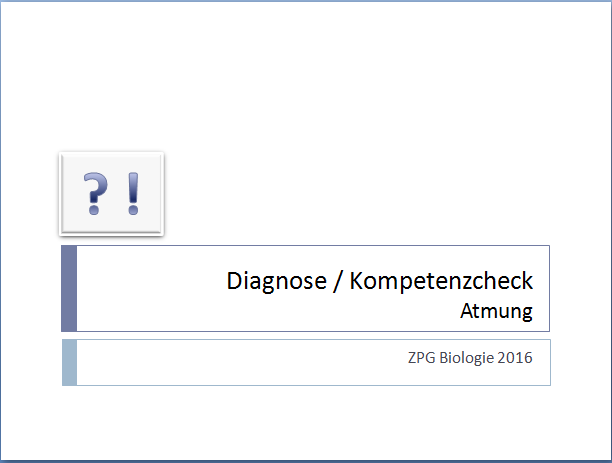 ? !
Diagnose / Kompetenzcheck
Atmung
ZPG Biologie 2016